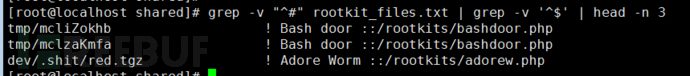 [root@localhost shared]# grep -v "^#" rootkit_files.txt | grep -v '^$' | head -n 3
tmp/mcliZokhb ! Bash door ::/rootkits/bashdoor.php
tmp/mclzaKmfa ! Bash door ::/rootkits/bashdoor.php
dev/.shit/red.tgz ! Adore Worm ::/rootkits/adorew.php
[root@localhost shared]#